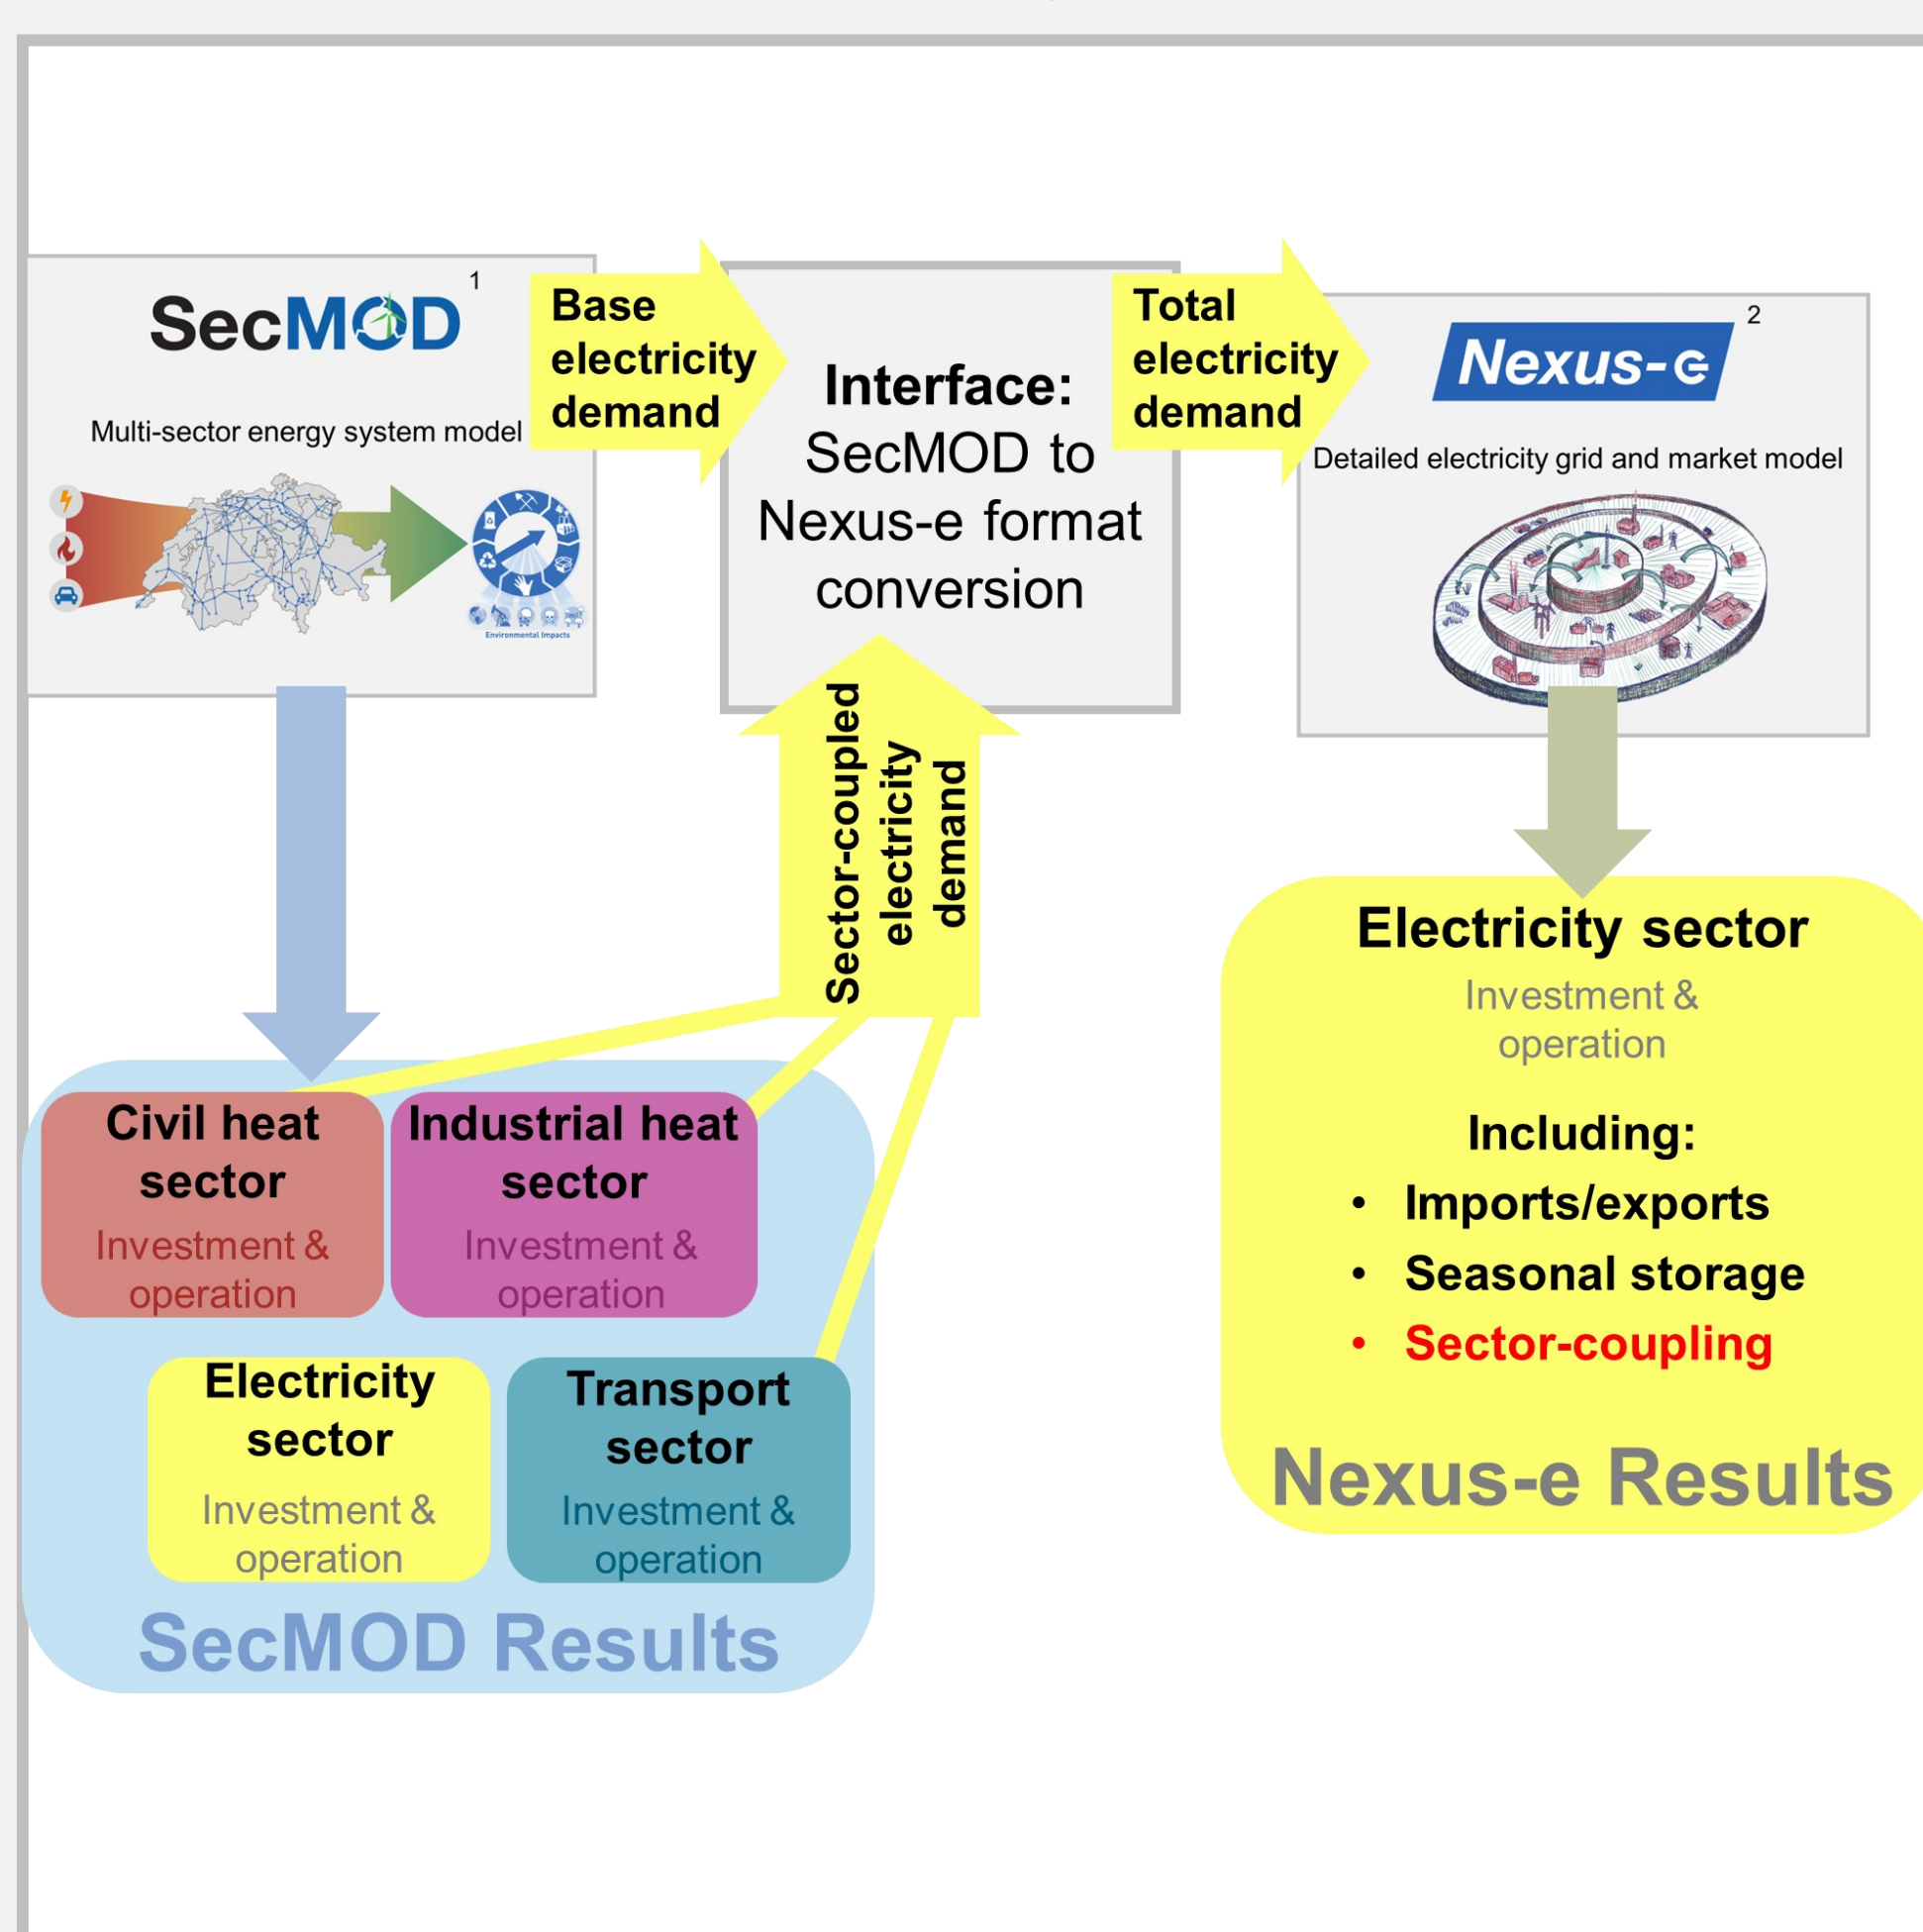 SecMOD 1
Multi-sector energy system model
Environmental Impacts
Base
electricity
demand
Interface:
SecMOD to
Nexus-e format
conversion
Total
electricity
demand
Nexus-e 2
Detailed electricity grid and market model
Sector-coupled
electricity
demand
Civil heat
sector
Investment &
operation
Industrial heat
sector
Investment &
operation
Electricity
sector
Investment &
operation
Transport
sector
Investment &
operation
SecMOD Results
Electricity sector
Investment &
operation
Including:
• Imports/exports
• Seasonal storage
• Sector-coupling
Nexus-e Results